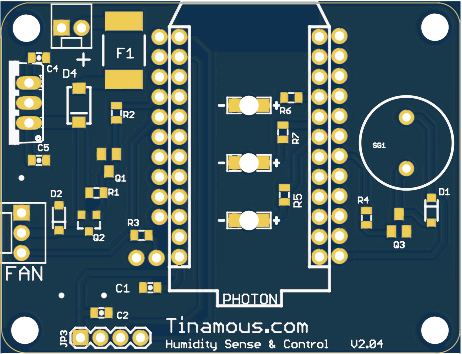 +
C4
F1
D4
R2
- +
R6
C5
R7
SG1
- +
Q1
D2
R1
R5
D1
R4
Q2
R3
- +
Q3
FAN
C1
PHOTON
C2
JP3
Tinamous.com
Humidity Sense & Control V2.04